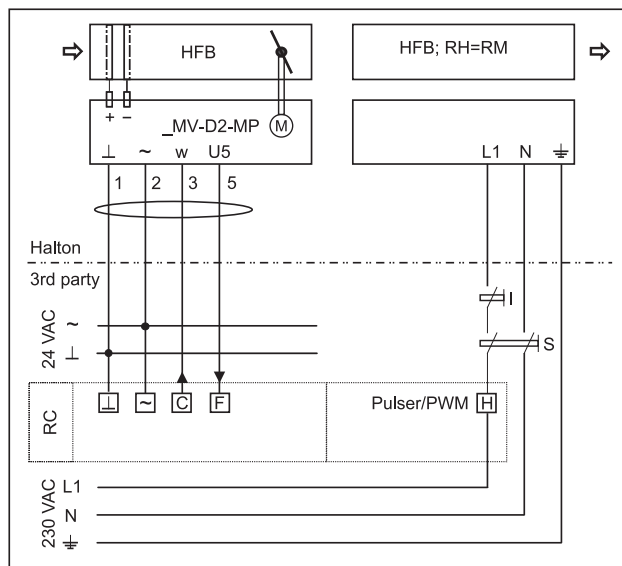 HFB
HFB; RH=RM
+ −
_MV-D2-MP
M
⊥ ~ w U5
L1 N ⏚
1 2 3 5
Halton
3rd party
I
24 VAC
~
⊥
S
RC
⊥ ~ C F
Pulser/PWM H
230 VAC
L1
N
⏚